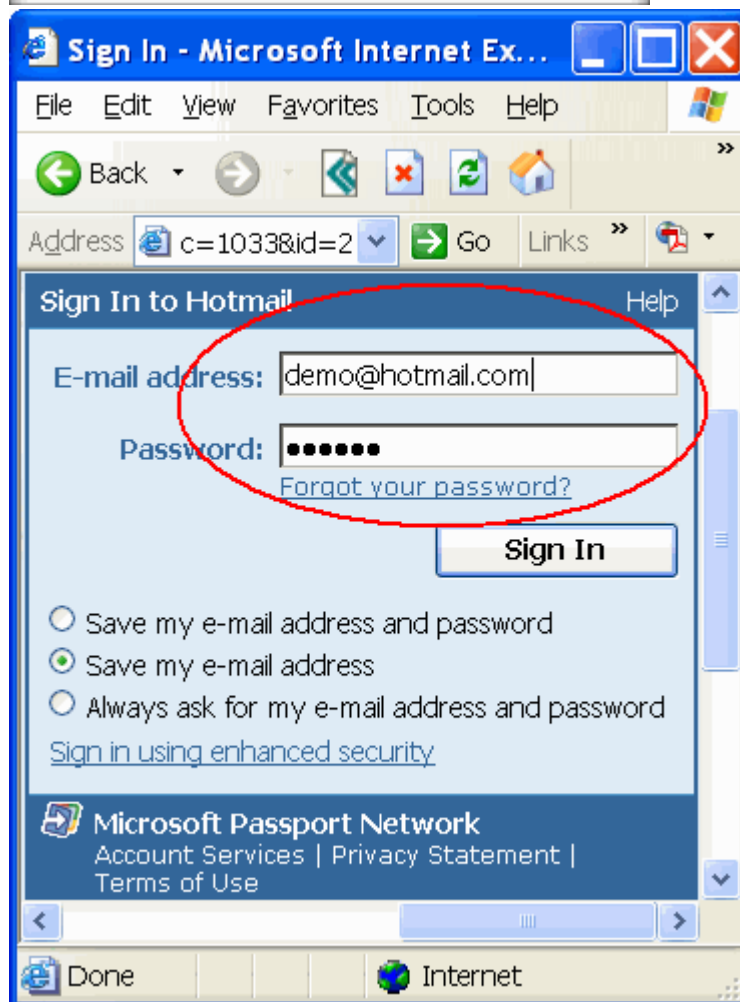 Sign In - Microsoft Internet Ex...
File Edit View Favorites Tools Help
Back »
Address c=1033&id=2 Go Links »
Sign In to Hotmail Help
E-mail address: demo@hotmail.com
Password: ●●●●●●
Forgot your password?
Sign In
Save my e-mail address and password
Save my e-mail address
Always ask for my e-mail address and password
Sign in using enhanced security
Microsoft Passport Network
Account Services | Privacy Statement |
Terms of Use
Done Internet